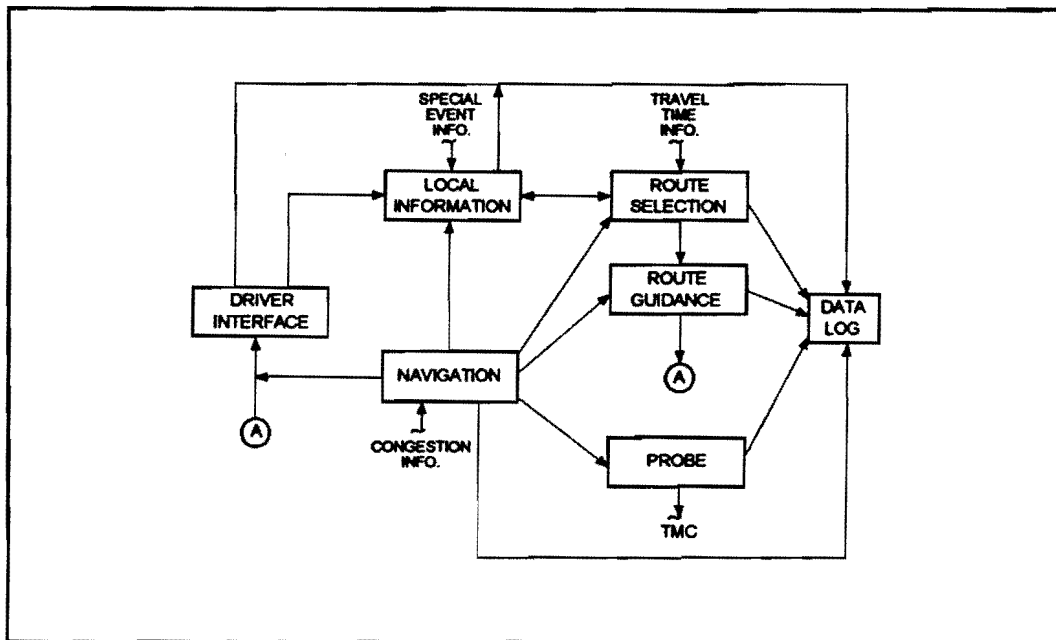 SPECIAL
EVENT
INFO.
TRAVEL
TIME
INFO.
LOCAL
INFORMATION
ROUTE
SELECTION
DRIVER
INTERFACE
ROUTE
GUIDANCE
DATA
LOG
NAVIGATION
A
A
CONGESTION
INFO.
PROBE
TMC